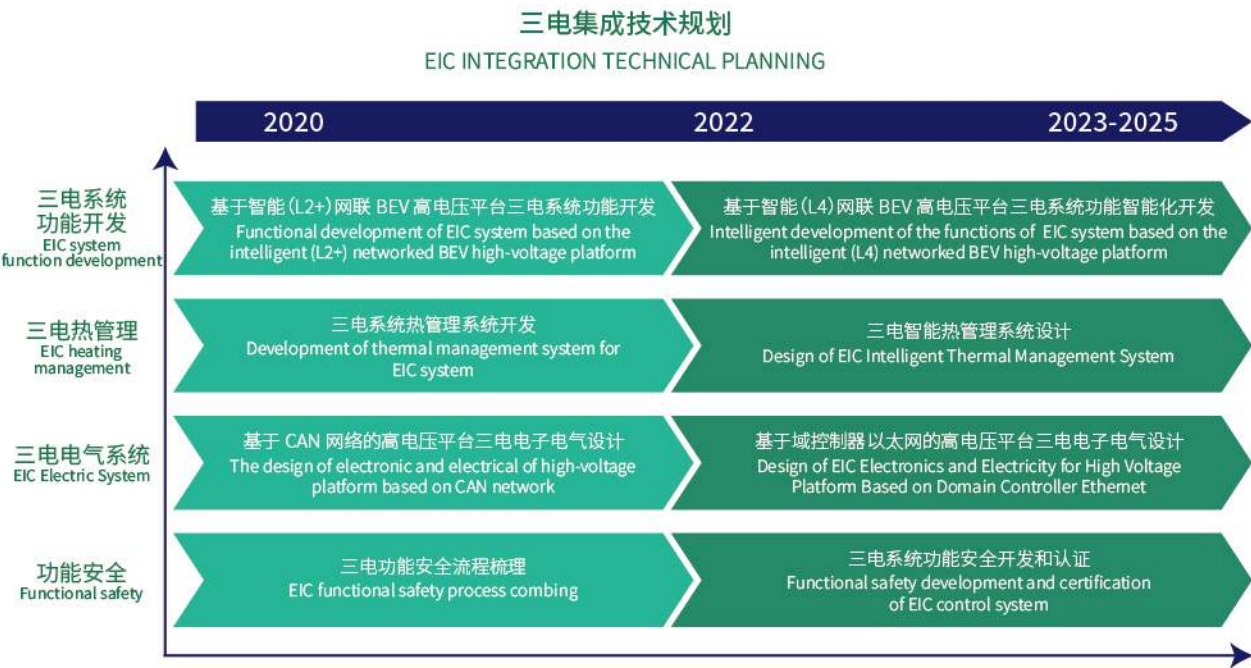 三电集成技术规划
EIC INTEGRATION TECHNICAL PLANNING
2020 2022 2023-2025
三电系统
功能开发
EIC system
function development
基于智能(L2+)网联 BEV 高电压平台三电系统功能开发
Functional development of EIC system based on the
intelligent (L2+) networked BEV high-voltage platform
基于智能(L4)网联 BEV 高电压平台三电系统功能智能化开发
Intelligent development of the functions of EIC system based on the
intelligent (L4) networked BEV high-voltage platform
三电热管理
EIC heating
management
三电系统热管理系统开发
Development of thermal management system for
EIC system
三电智能热管理系统设计
Design of EIC Intelligent Thermal Management System
三电电气系统
EIC Electric System
基于 CAN 网络的高电压平台三电电子电气设计
The design of electronic and electrical of high-voltage
platform based on CAN network
基于域控制器以太网的高电压平台三电电子电气设计
Design of EIC Electronics and Electricity for High Voltage
Platform Based on Domain Controller Ethernet
功能安全
Functional safety
三电功能安全流程梳理
EIC functional safety process combing
三电系统功能安全开发和认证
Functional safety development and certification
of EIC control system